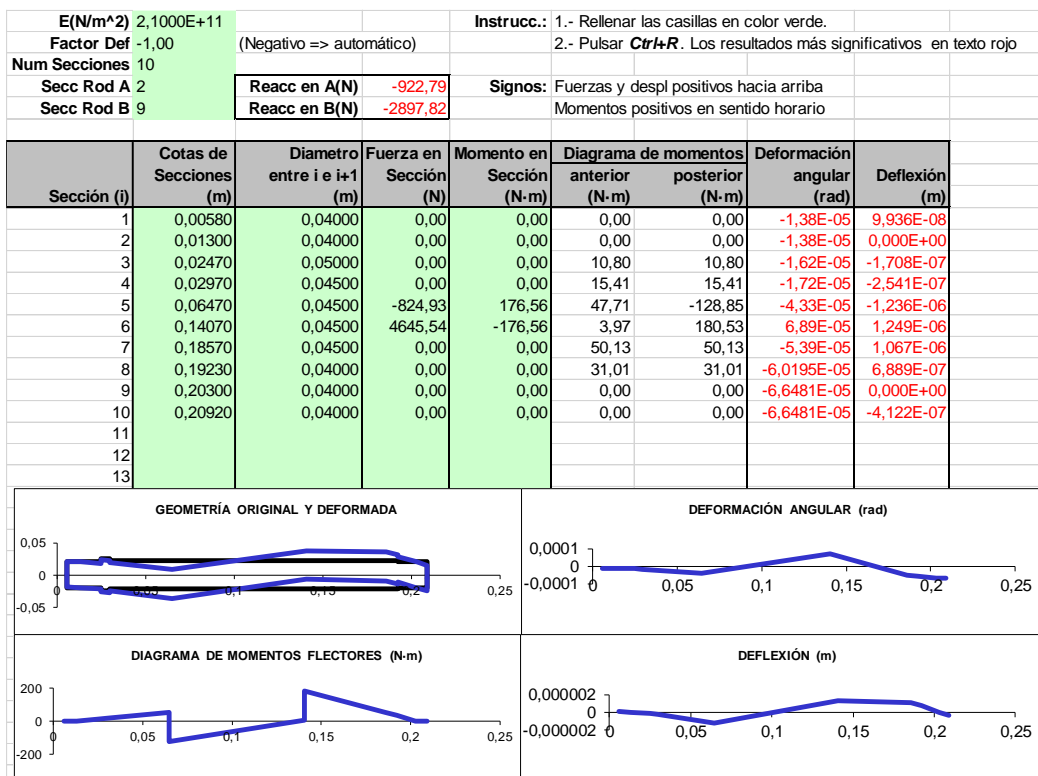 E(N/m^2) 2,1000E+11 Instrucc.: 1.- Rellenar las casillas en color verde.
Factor Def -1,00 (Negativo => automático) 2.- Pulsar Ctrl+R. Los resultados más significativos en texto rojo
Num Secciones 10
Secc Rod A 2 Reacc en A(N) -922,79 Signos: Fuerzas y despl positivos hacia arriba
Secc Rod B 9 Reacc en B(N) -2897,82 Momentos positivos en sentido horario
Cotas de Diametro Fuerza en Momento en Diagrama de momentos Deformación
Secciones entre i e i+1 Sección Sección anterior posterior angular Deflexión
Sección (i) (m) (m) (N) (N·m) (N·m) (N·m) (rad) (m)
1 0,00580 0,04000 0,00 0,00 0,00 0,00 -1,38E-05 9,936E-08
2 0,01300 0,04000 0,00 0,00 0,00 0,00 -1,38E-05 0,000E+00
3 0,02470 0,05000 0,00 0,00 10,80 10,80 -1,62E-05 -1,708E-07
4 0,02970 0,04500 0,00 0,00 15,41 15,41 -1,72E-05 -2,541E-07
5 0,06470 0,04500 -824,93 176,56 47,71 -128,85 -4,33E-05 -1,236E-06
6 0,14070 0,04500 4645,54 -176,56 3,97 180,53 6,89E-05 1,249E-06
7 0,18570 0,04500 0,00 0,00 50,13 50,13 -5,39E-05 1,067E-06
8 0,19230 0,04000 0,00 0,00 31,01 31,01 -6,0195E-05 6,889E-07
9 0,20300 0,04000 0,00 0,00 0,00 0,00 -6,6481E-05 0,000E+00
10 0,20920 0,04000 0,00 0,00 0,00 0,00 -6,6481E-05 -4,122E-07
11
12
13
GEOMETRÍA ORIGINAL Y DEFORMADA
0,05
0
-0,05
0 0,05 0,1 0,15 0,2 0,25
DEFORMACIÓN ANGULAR (rad)
0,0001
0
-0,0001
0 0,05 0,1 0,15 0,2 0,25
DIAGRAMA DE MOMENTOS FLECTORES (N·m)
200
0
-200
0 0,05 0,1 0,15 0,2 0,25
DEFLEXIÓN (m)
0,000002
0
-0,000002
0 0,05 0,1 0,15 0,2 0,25